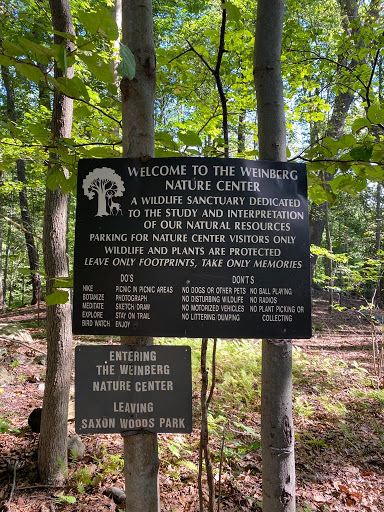 WELCOME TO THE WEINBERG
NATURE CENTER
A WILDLIFE SANCTUARY DEDICATED
TO THE STUDY AND INTERPRETATION
OF OUR NATURAL RESOURCES
PARKING FOR NATURE CENTER VISITORS ONLY
WILDLIFE AND PLANTS ARE PROTECTED
LEAVE ONLY FOOTPRINTS, TAKE ONLY MEMORIES
DO'S
HIKE PICNIC IN PICNIC AREAS
BOTANIZE PHOTOGRAPH
MEDITATE SKETCH/DRAW
EXPLORE STAY ON TRAIL
BIRD WATCH ENJOY
DON'TS
NO DOGS OR OTHER PETS NO BALL PLAYING
NO DISTURBING WILDLIFE NO RADIOS
NO MOTORIZED VEHICLES NO PLANT PICKING OR
NO LITTERING/DUMPING COLLECTING
ENTERING
THE WEINBERG
NATURE CENTER
LEAVING
SAXON WOODS PARK